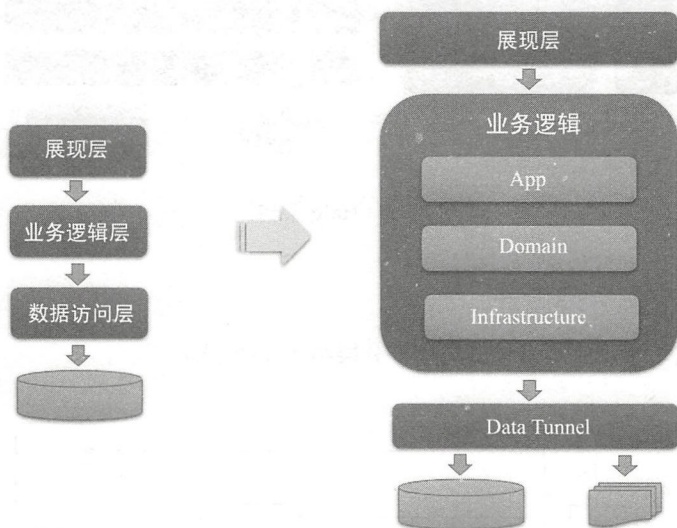 展现层
业务逻辑层
数据访问层
展现层
业务逻辑
App
Domain
Infrastructure
Data Tunnel